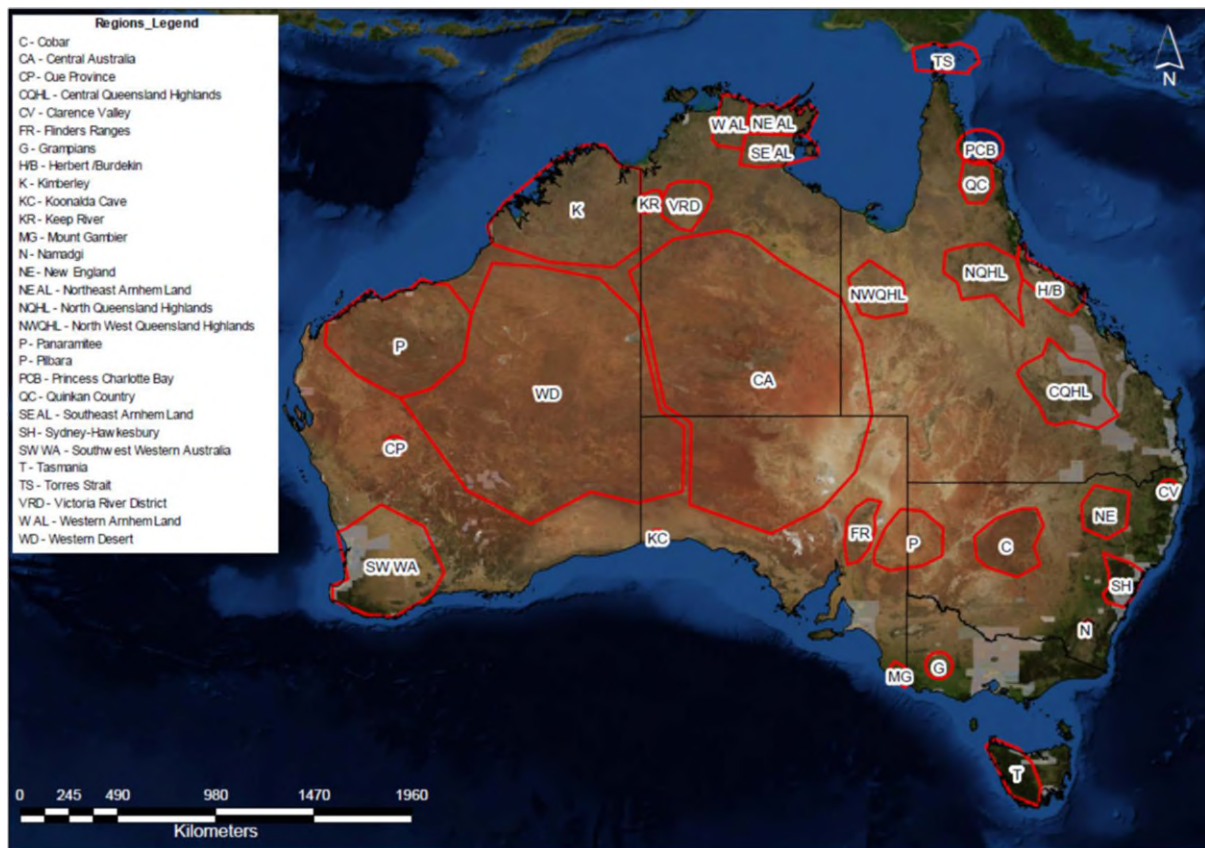 Regions_Legend
C - Cobar
CA - Central Australia
CP - Cue Province
CQHL - Central Queensland Highlands
CV - Clarence Valley
FR - Flinders Ranges
G - Grampians
H/B - Herbert /Burdekin
K - Kimberley
KC - Koonalda Cave
KR - Keep River
MG - Mount Gambier
N - Namadgi
NE - New England
NE AL - Northeast Arnhem Land
NQHL - North Queensland Highlands
NWQHL - North West Queensland Highlands
P - Panaramitee
P - Pilbara
PCB - Princess Charlotte Bay
QC - Quinkan Country
SE AL - Southeast Arnhem Land
SH - Sydney-Hawkesbury
SW WA - Southwest Western Australia
T - Tasmania
TS - Torres Strait
VRD - Victoria River District
W AL - Western Arnhem Land
WD - Western Desert
TS
N
W AL
NE AL
SE AL
PCB
QC
K
KR
VRD
NQHL
H/B
NWQHL
P
WD
CA
CQHL
CP
CV
NE
KC
FR
P
C
SW WA
SH
N
MG
G
T
0 245 490 980 1470 1960
Kilometers